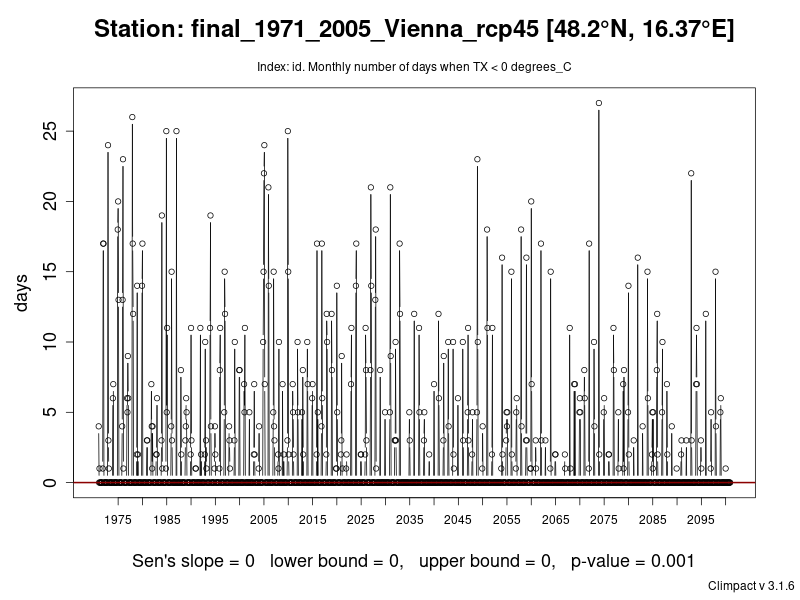 Station: final_1971_2005_Vienna_rcp45 [48.2°N, 16.37°E]
Index: id. Monthly number of days when TX < 0 degrees_C
25
20
15
10
5
0
days
1975 1985 1995 2005 2015 2025 2035 2045 2055 2065 2075 2085 2095
Sen's slope = 0 lower bound = 0, upper bound = 0, p-value = 0.001
Climpact v 3.1.6